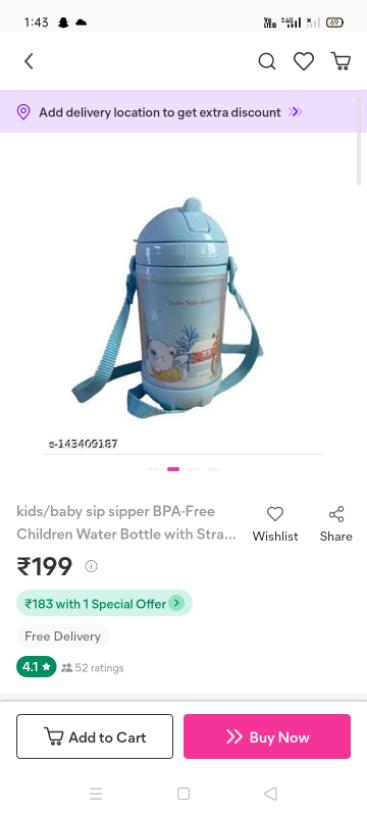 1:43
69
Add delivery location to get extra discount
s-143409187
kids/baby sip sipper BPA-Free
Children Water Bottle with Stra...
Wishlist
Share
₹199
₹183 with 1 Special Offer
Free Delivery
4.1 ★
52 ratings
Add to Cart
Buy Now